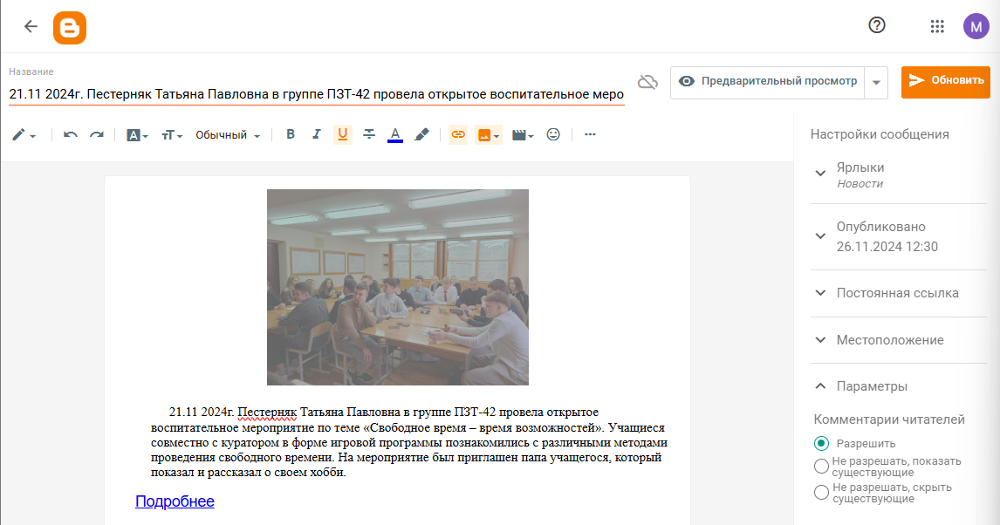 M
Название
21.11 2024г. Пестерняк Татьяна Павловна в группе ПЗТ-42 провела открытое воспитательное меро
Предварительный просмотр
Обновить
Обычный
B I U A
Настройки сообщения
Ярлыки
Новости
Опубликовано
26.11.2024 12:30
Постоянная ссылка
Местоположение
Параметры
Комментарии читателей
Разрешить
Не разрешать, показать
существующие
Не разрешать, скрыть
существующие
21.11 2024г. Пестерняк Татьяна Павловна в группе ПЗТ-42 провела открытое
воспитательное мероприятие по теме «Свободное время – время возможностей». Учащиеся
совместно с куратором в форме игровой программы познакомились с различными методами
проведения свободного времени. На мероприятие был приглашен папа учащегося, который
показал и рассказал о своем хобби.
Подробнее